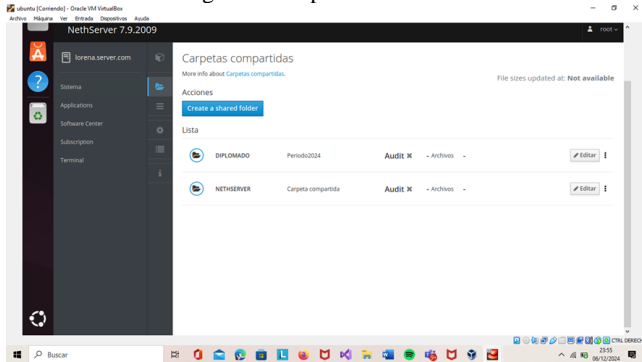 ubuntu [Corriendo] - Oracle VM VirtualBox
Archivo Máquina Ver Entrada Dispositivos Ayuda
NethServer 7.9.2009
root
lorena.server.com
Sistema
Applications
Software Center
Subscription
Terminal
Carpetas compartidas
More info about Carpetas compartidas.
File sizes updated at: Not available
Acciones
Create a shared folder
Lista
DIPLOMADO Periodo2024 Audit ✖ - Archivos - Editar
NETHSERVER Carpeta compartida Audit ✖ - Archivos - Editar
CTRL DEREC
Buscar
23:55
06/12/2024